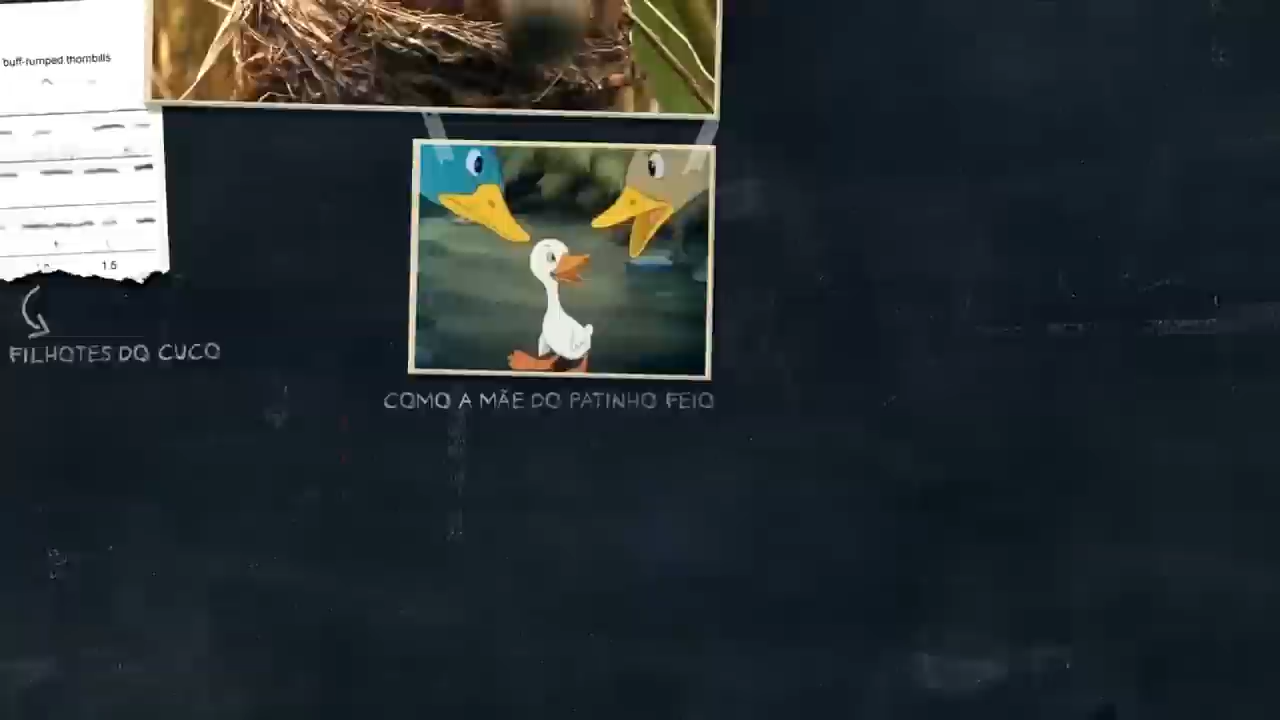 buff-rumped thornbills
1.5
FILHOTES DO CUCO
COMO A MÃE DO PATINHO FEIO